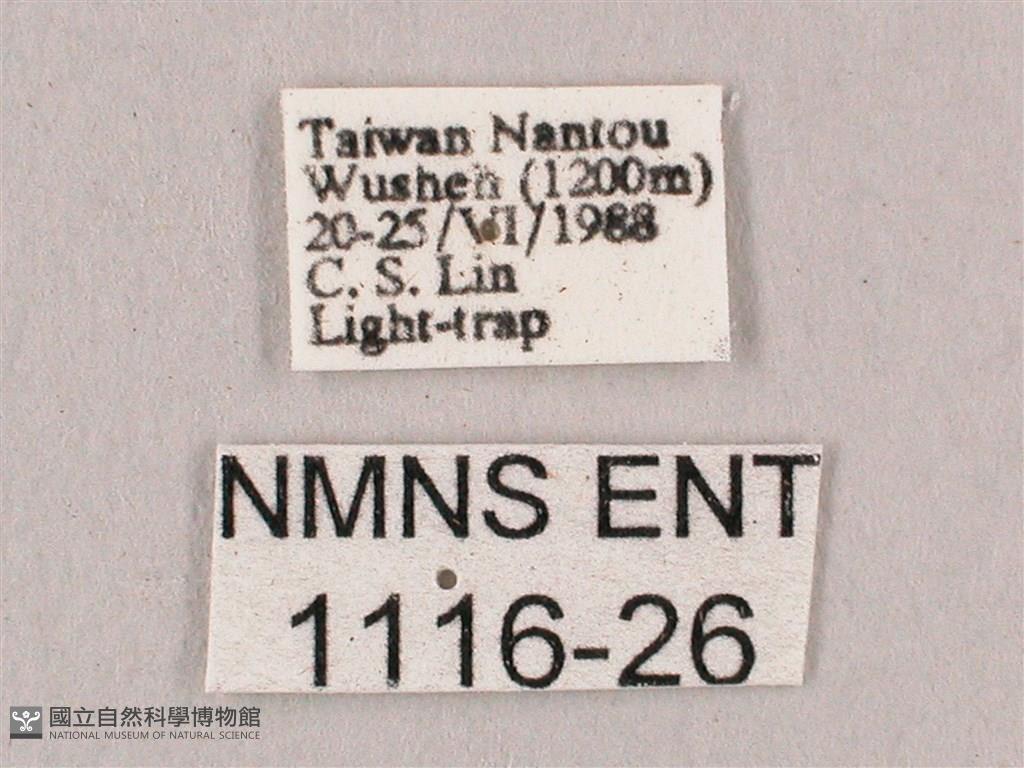 Taiwan Nantou
Wusheh (1200m)
20-25/VI/1988
C. S. Lin
Light-trap
NMNS ENT
1116-26
國立自然科學博物館
NATIONAL MUSEUM OF NATURAL SCIENCE